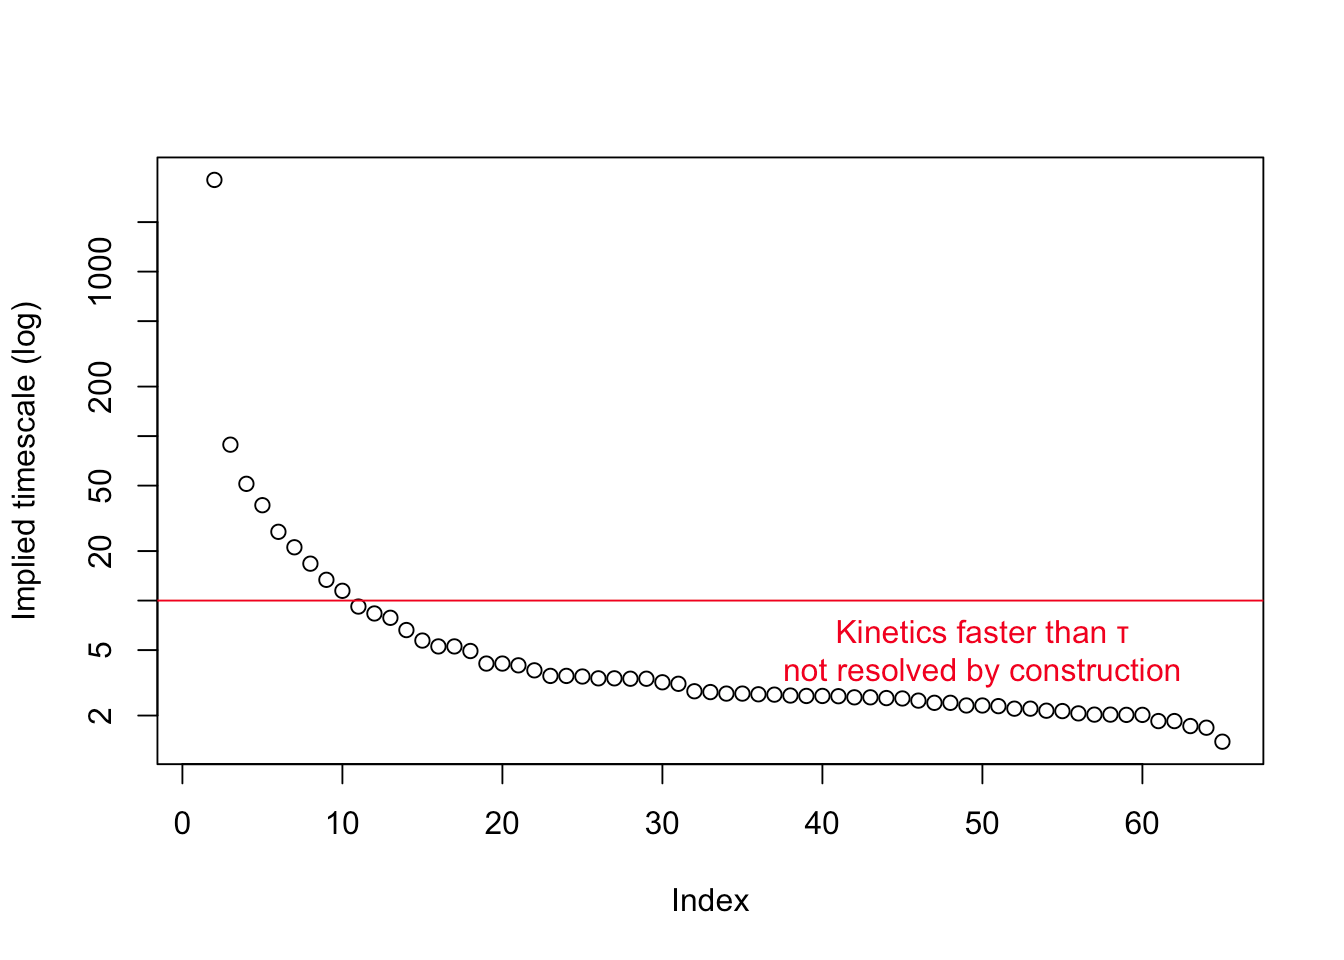 Implied timescale (log)
1000
200
50
20
5
2
Kinetics faster than τ
not resolved by construction
0 10 20 30 40 50 60
Index